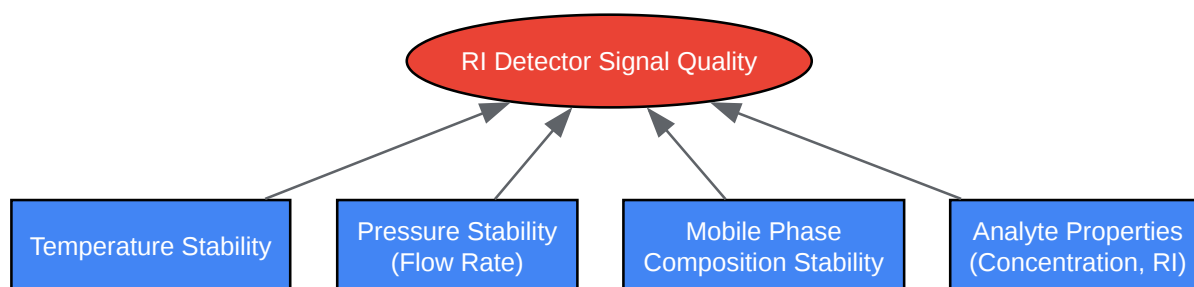 RI Detector Signal Quality
Temperature Stability
Pressure Stability
(Flow Rate)
Mobile Phase
Composition Stability
Analyte Properties
(Concentration, RI)